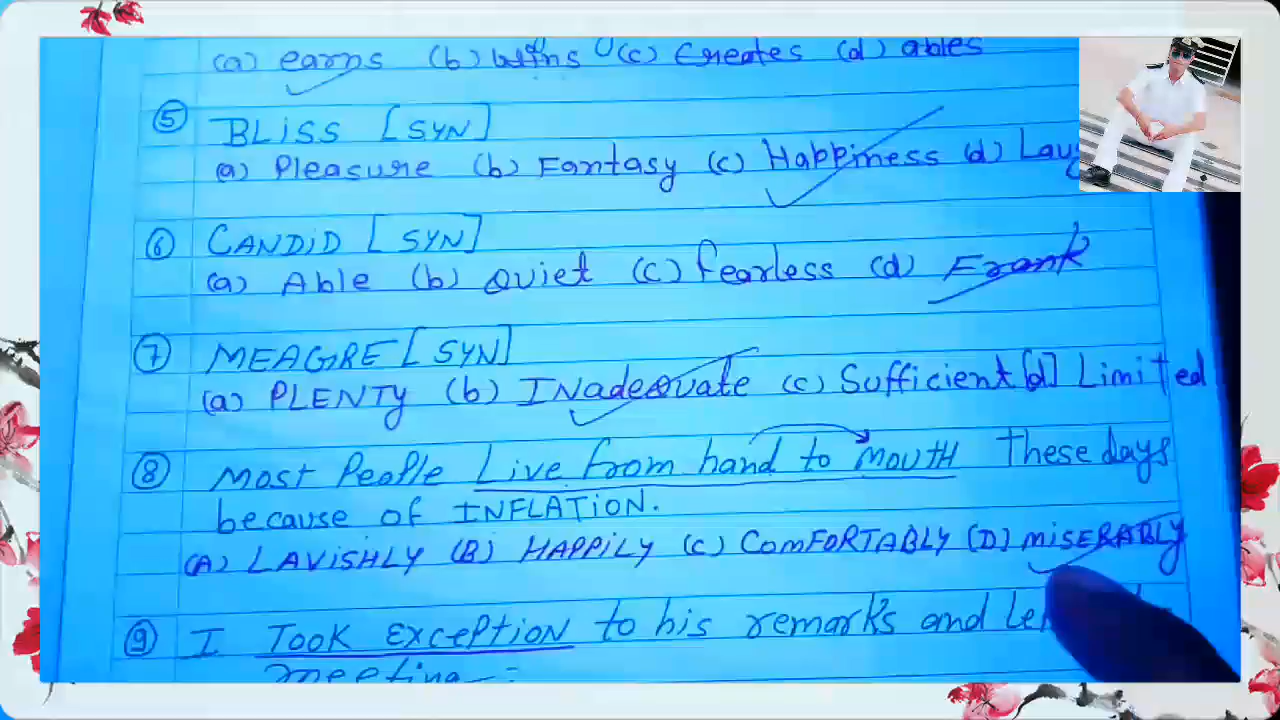 (a) earns (b) wins (c) Creates (d) ables
⑤ BLiSS [SYN]
(a) Pleasure (b) Fantasy (c) Happiness (d)
⑥ CANDiD [SYN]
(a) Able (b) Quiet (c) fearless (d) Frank
⑦ MEAGRE [SYN]
(a) PLENTY (b) INadequate (c) Sufficient [d] Limited
⑧ Most People Live from hand to MOUTH These days
because of INFLATiON.
(A) LAViSHLY (B) HAPPiLY (C) ComFORTABLY (D) miSERABLY
⑨ I TOOK EXCePtiON to his remarks and
meeting